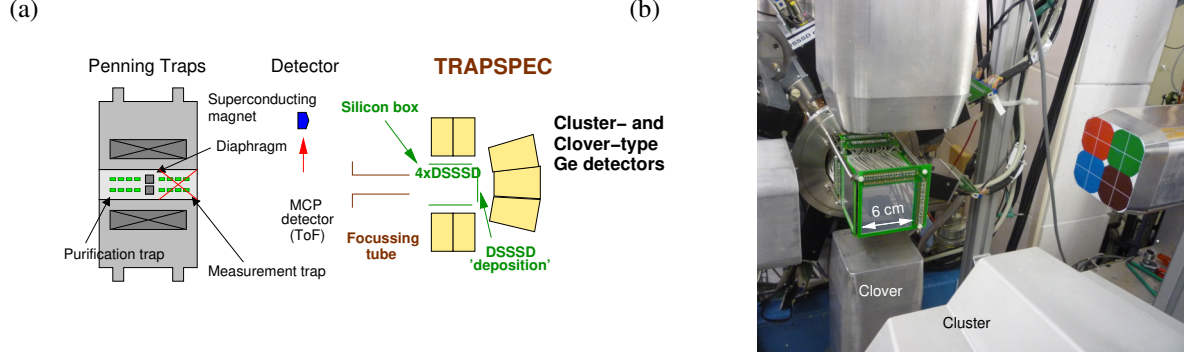 (a)
Penning Traps
Detector
TRAPSPEC
Superconducting
magnet
Diaphragm
Silicon box
4xDSSSD
Cluster− and
Clover−type
Ge detectors
MCP
detector
(ToF)
Focussing
tube
DSSSD
'deposition'
Purification trap
Measurement trap
(b)
DSSSD
6 cm
Clover
Cluster